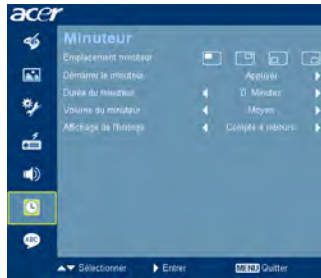 acer
Minuteur
Emplacement minuteur
Démarrer le minuteur Appuyer
Durée du minuteur 0 Minutes
Volume du minuteur Moyen
Affichage de l'horloge Compte à rebours
ABC
Sélectionner Entrer MENU Quitter